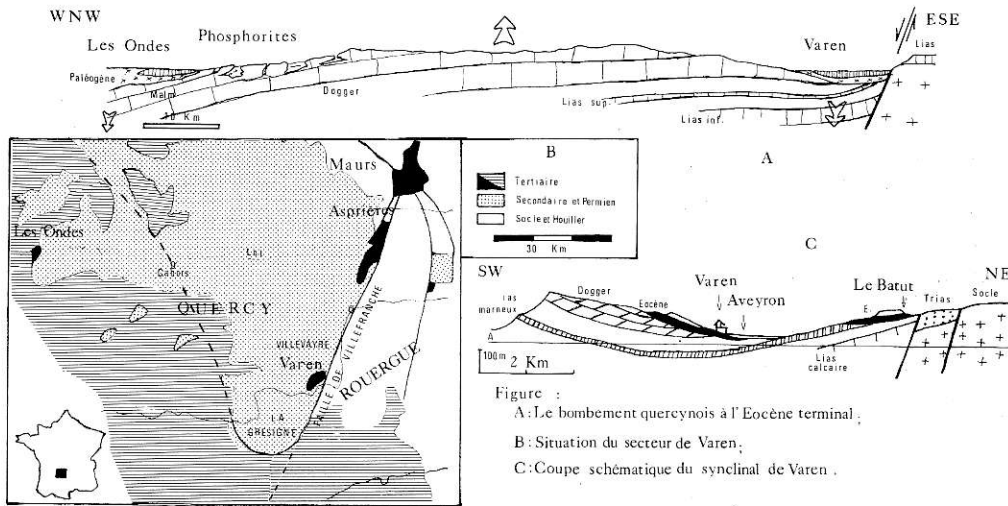 WNW
ESE
Les Ondes
Phosphorites
Varen
Lias
Paléogène
Malm
Dogger
Lias sup.
Lias inf.
10 Km
A
Maurs
Asprières
Les Ondes
Cahors
Lot
QUERCY
VILLEVAYRE
Varen
FAILLE DE VILLEFRANCHE
ROUERGUE
LA
GRESIGNE
B
Tertiaire
Secondaire et Permien
Socle et Houiller
30 Km
C
SW
NE
Varen
Aveyron
Le Batut
Dogger
Eocène
Trias
Socle
Lias
marneux
E.
A
Lias
calcaire
100m
2 Km
Figure :
A: Le bombement quercynois à l'Eocène terminal;
B: Situation du secteur de Varen;
C: Coupe schématique du synclinal de Varen .